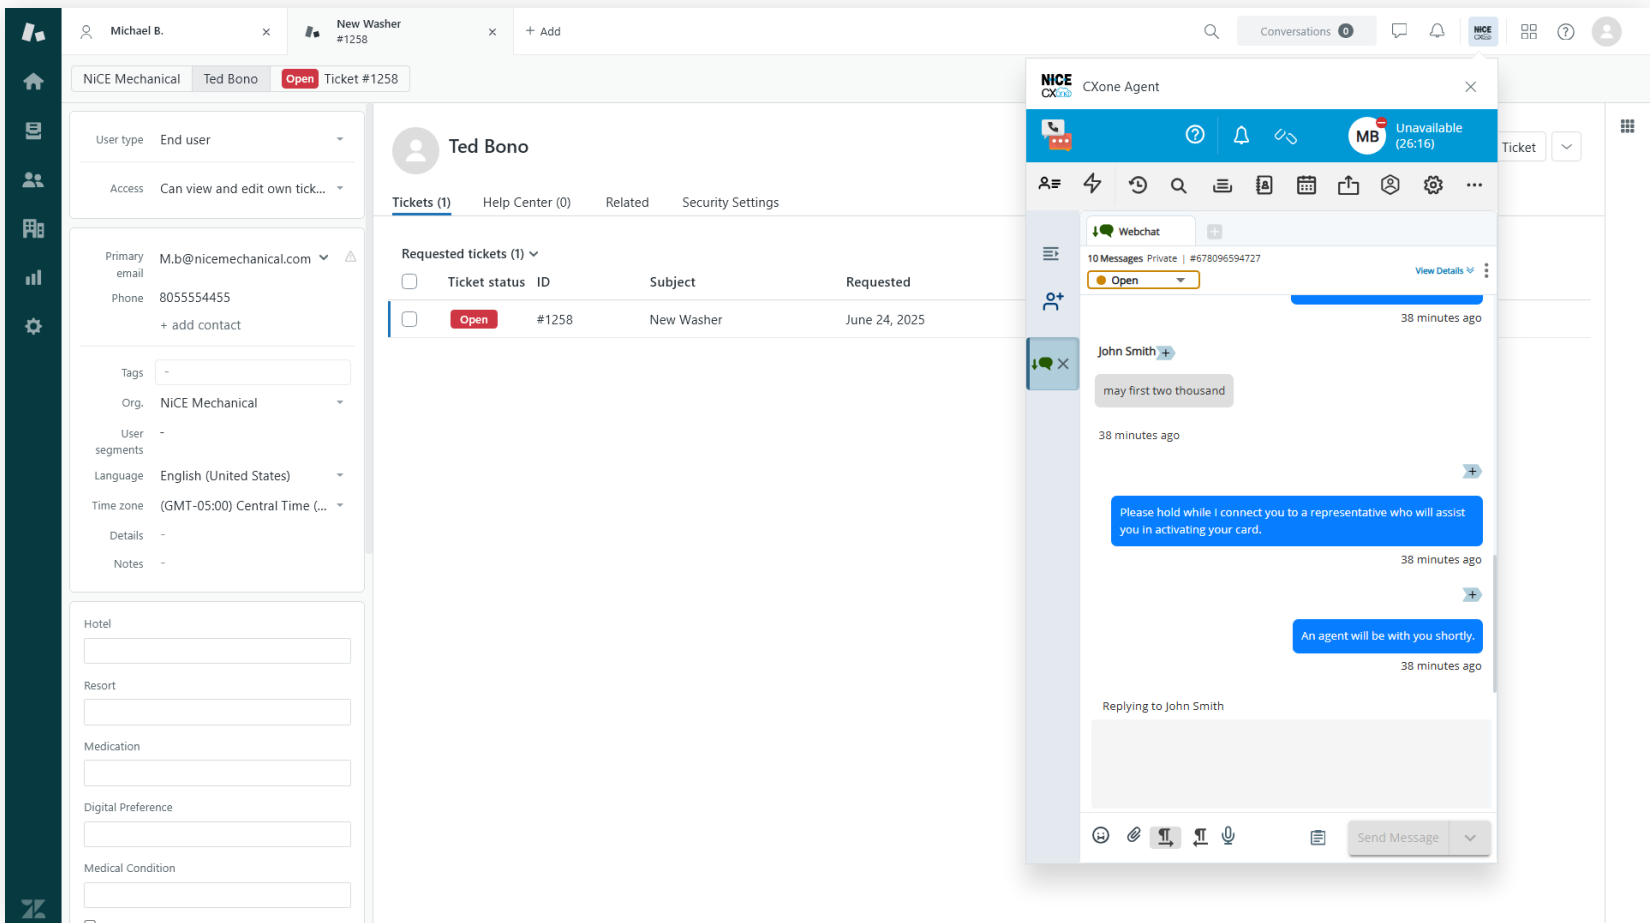 Michael B.
New Washer
#1258
+ Add
Conversations 0
NICE
CXone
NiCE Mechanical
Ted Bono
Open Ticket #1258
User type
End user
Access
Can view and edit own tick...
Primary email
M.b@nicemechanical.com
Phone
8055554455
+ add contact
Tags
-
Org.
NiCE Mechanical
User segments
-
Language
English (United States)
Time zone
(GMT-05:00) Central Time (...
Details
-
Notes
-
Hotel
Resort
Medication
Digital Preference
Medical Condition
Ted Bono
Tickets (1)
Help Center (0)
Related
Security Settings
Requested tickets (1)
Ticket status ID Subject Requested
Open #1258 New Washer June 24, 2025
Ticket
NICE
CXone
CXone Agent
MB
Unavailable
(26:16)
Webchat
10 Messages Private | #678096594727
View Details
Open
38 minutes ago
John Smith
may first two thousand
38 minutes ago
Please hold while I connect you to a representative who will assist
you in activating your card.
38 minutes ago
An agent will be with you shortly.
38 minutes ago
Replying to John Smith
Send Message